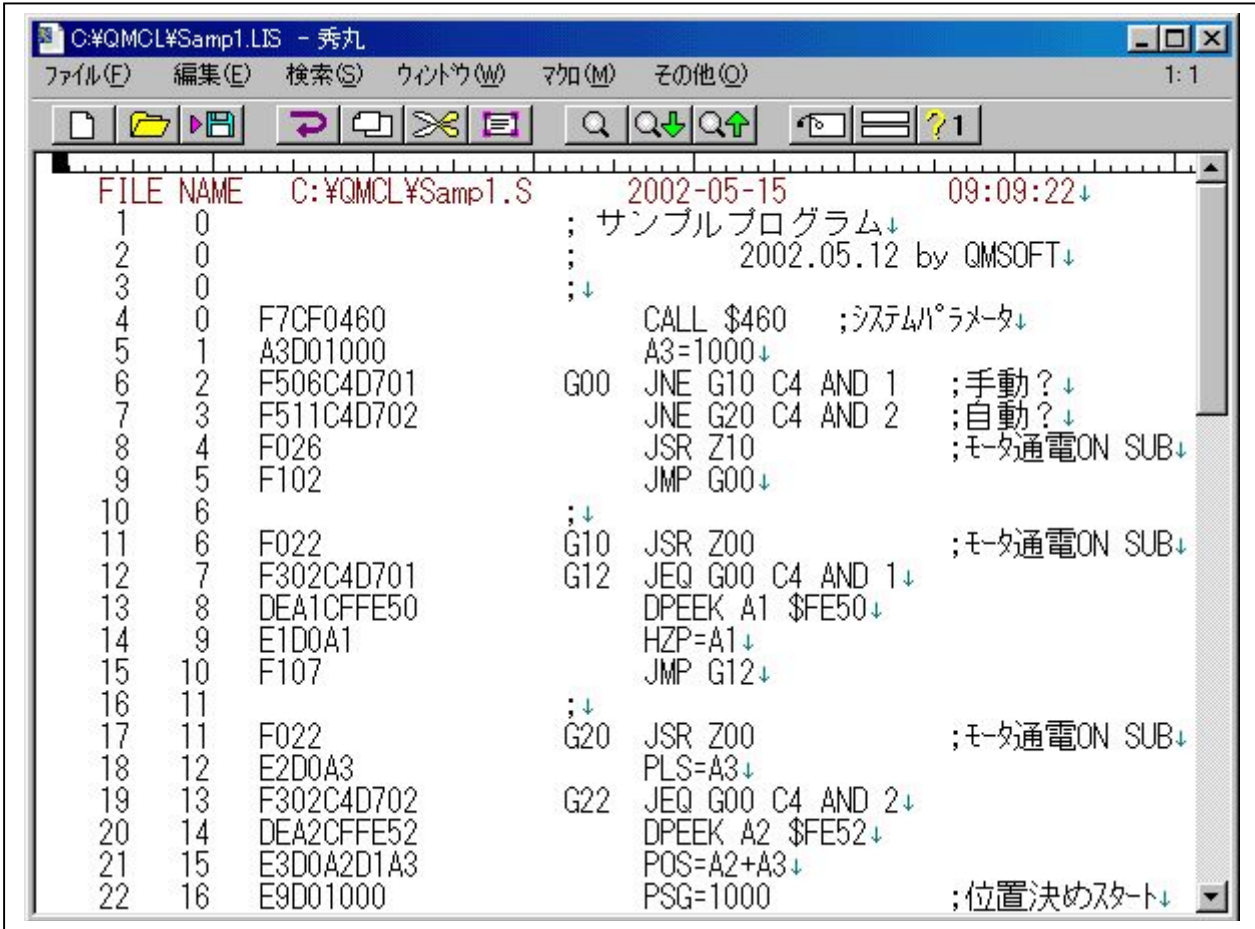 C:¥QMCL¥Samp1.LIS - 秀丸
ファイル(F) 編集(E) 検索(S) ウィンドウ(W) マクロ(M) その他(O) 1: 1
? 1
FILE NAME C:¥QMCL¥Samp1.S 2002-05-15 09:09:22↓
1 0 ; サンプルプログラム↓
2 0 ; 2002.05.12 by QMSOFT↓
3 0 ;↓
4 0 F7CF0460 CALL $460 ;システムパラメータ↓
5 1 A3D01000 A3=1000↓
6 2 F506C4D701 G00 JNE G10 C4 AND 1 ;手動？↓
7 3 F511C4D702 JNE G20 C4 AND 2 ;自動？↓
8 4 F026 JSR Z10 ;モータ通電ON SUB↓
9 5 F102 JMP G00↓
10 6 ;↓
11 6 F022 G10 JSR Z00 ;モータ通電ON SUB↓
12 7 F302C4D701 G12 JEQ G00 C4 AND 1↓
13 8 DEA1CFFE50 DPEEK A1 $FE50↓
14 9 E1D0A1 HZP=A1↓
15 10 F107 JMP G12↓
16 11 ;↓
17 11 F022 G20 JSR Z00 ;モータ通電ON SUB↓
18 12 E2D0A3 PLS=A3↓
19 13 F302C4D702 G22 JEQ G00 C4 AND 2↓
20 14 DEA2CFFE52 DPEEK A2 $FE52↓
21 15 E3D0A2D1A3 POS=A2+A3↓
22 16 E9D01000 PSG=1000 ;位置決めスタート↓